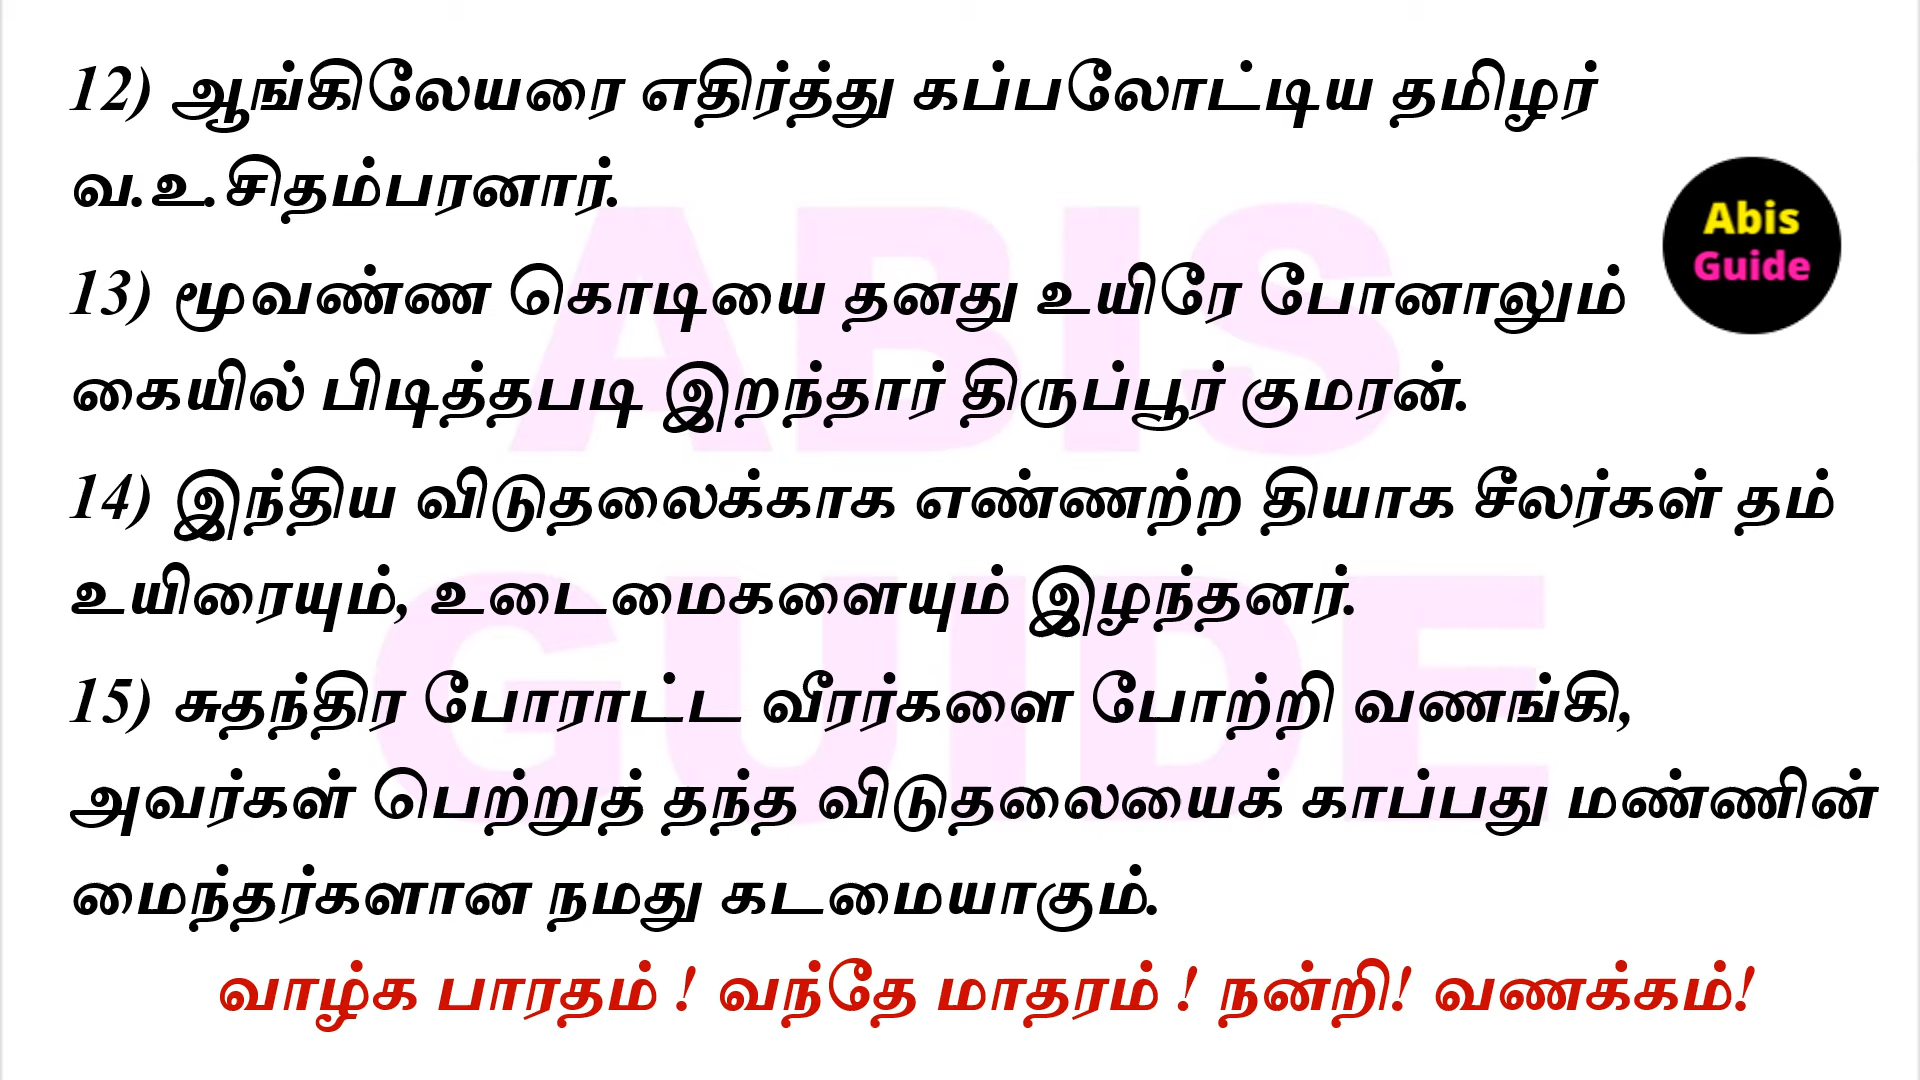 12) ஆங்கிலேயரை எதிர்த்து கப்பலோட்டிய தமிழர்
வ.உ.சிதம்பரனார்.
13) மூவண்ண கொடியை தனது உயிரே போனாலும்
கையில் பிடித்தபடி இறந்தார் திருப்பூர் குமரன்.
14) இந்திய விடுதலைக்காக எண்ணற்ற தியாக சீலர்கள் தம்
உயிரையும், உடைமைகளையும் இழந்தனர்.
15) சுதந்திர போராட்ட வீரர்களை போற்றி வணங்கி,
அவர்கள் பெற்றுத் தந்த விடுதலையைக் காப்பது மண்ணின்
மைந்தர்களான நமது கடமையாகும்.
வாழ்க பாரதம் ! வந்தே மாதரம் ! நன்றி! வணக்கம்!
Abis
Guide
ABIS
GUIDE